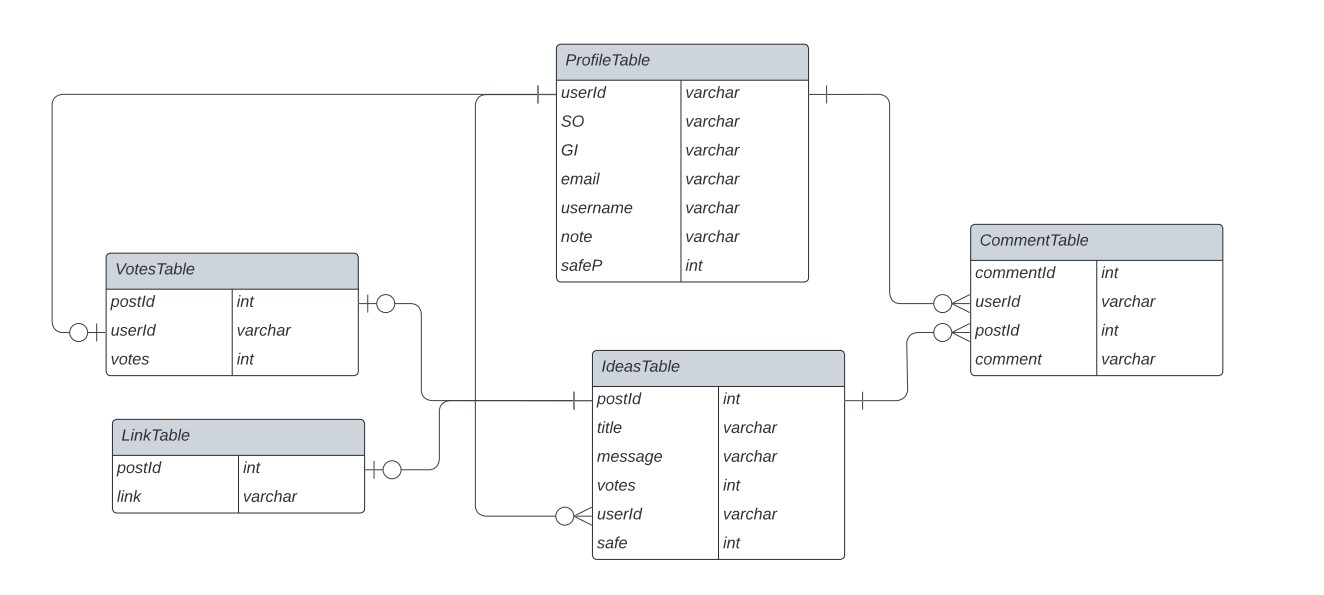 ProfileTable
userId varchar
SO varchar
GI varchar
email varchar
username varchar
note varchar
safeP int
CommentTable
commentId int
userId varchar
postId int
comment varchar
VotesTable
postId int
userId varchar
votes int
IdeasTable
postId int
title varchar
message varchar
votes int
userId varchar
safe int
LinkTable
postId int
link varchar